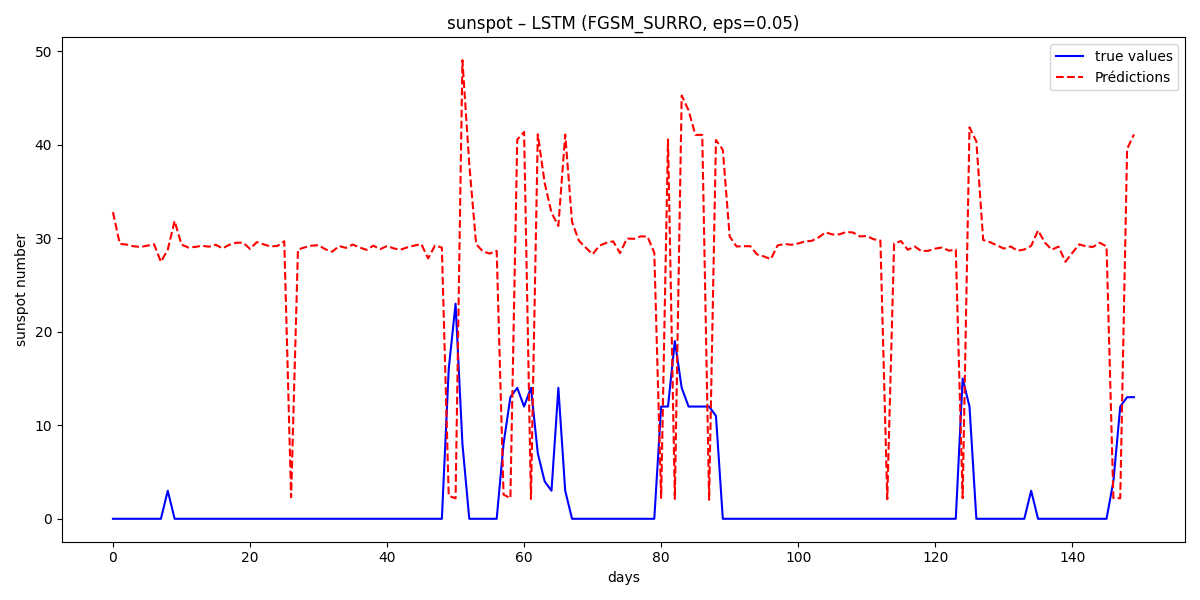 sunspot – LSTM (FGSM_SURRO, eps=0.05)
true values
Prédictions
sunspot number
50
40
30
20
10
0
0 20 40 60 80 100 120 140
days